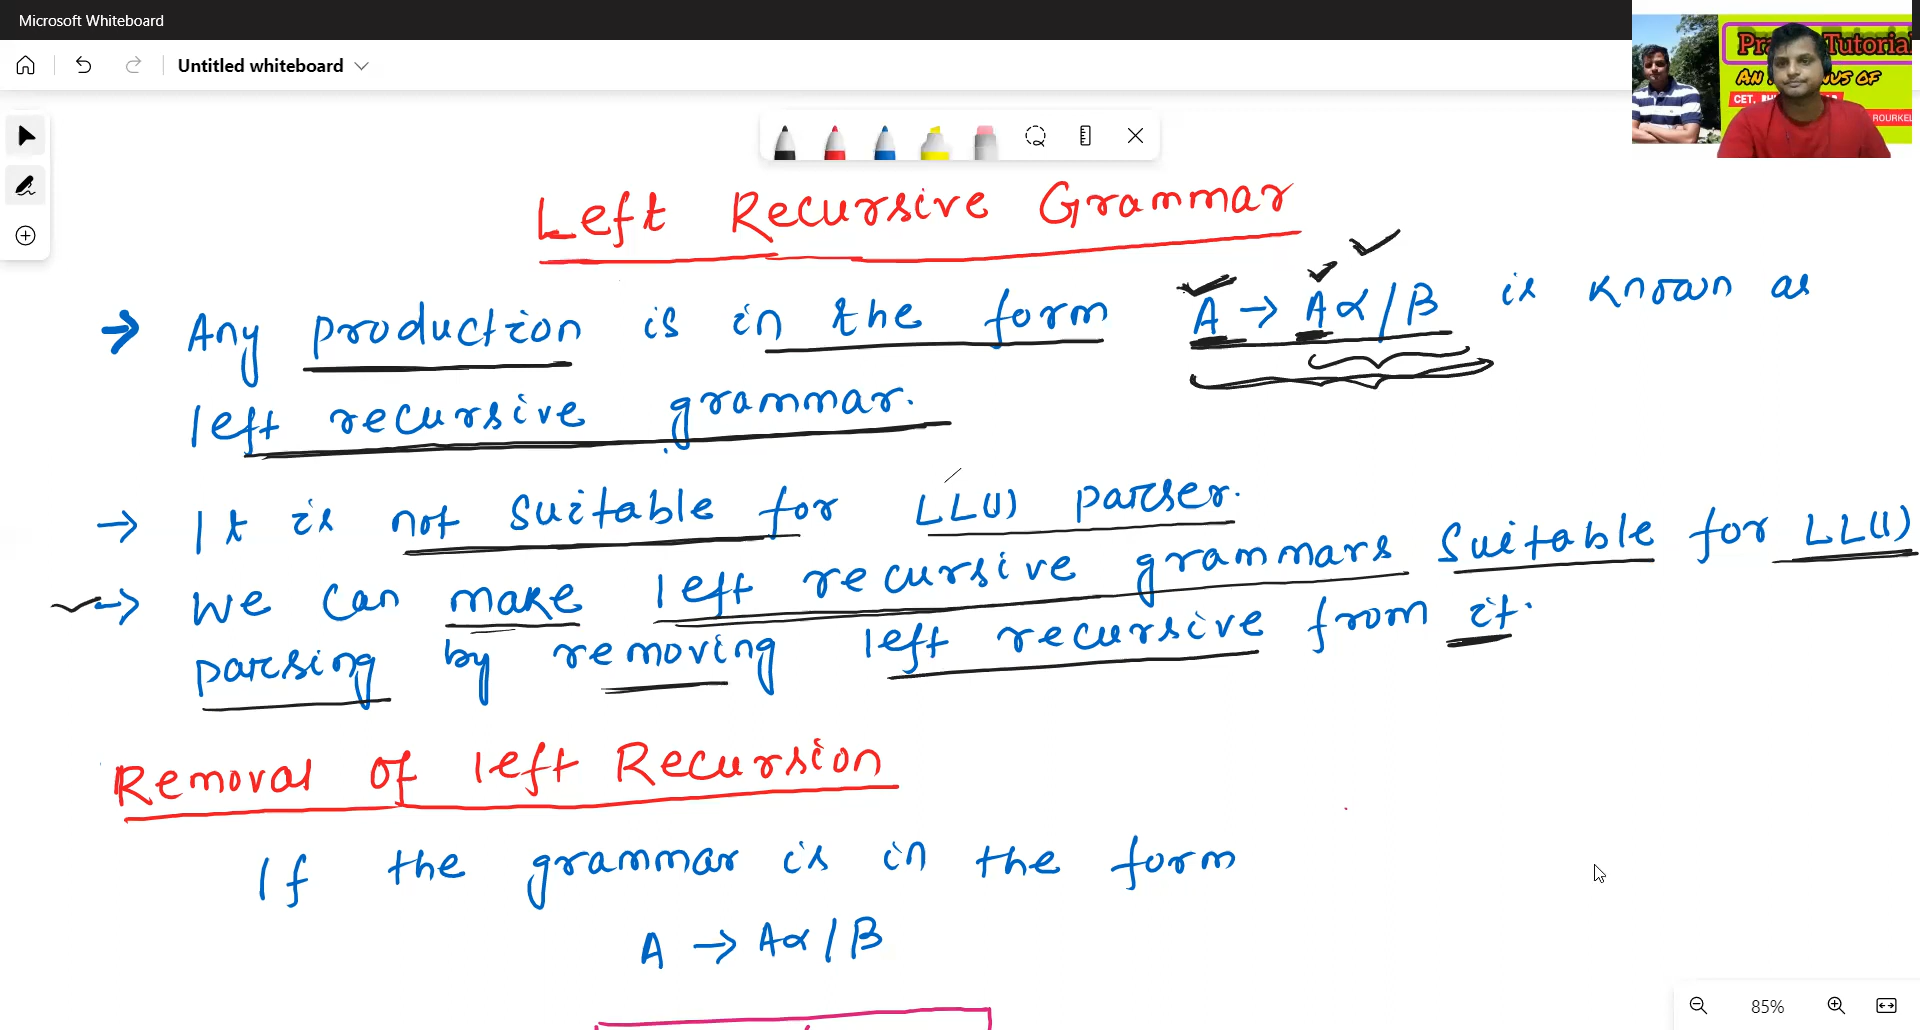 Microsoft Whiteboard
Untitled whiteboard
Tutorial
CET,
ROURKEL
Left Recursive Grammar
→ Any production is in the form A → Aα/β is known as
left recursive grammar.
→ It is not suitable for LL(1) parser.
→ We can make left recursive grammars suitable for LL(1)
parsing by removing left recursive from it.
Removal of left Recursion
If the grammar is in the form
A → Aα/β
85%